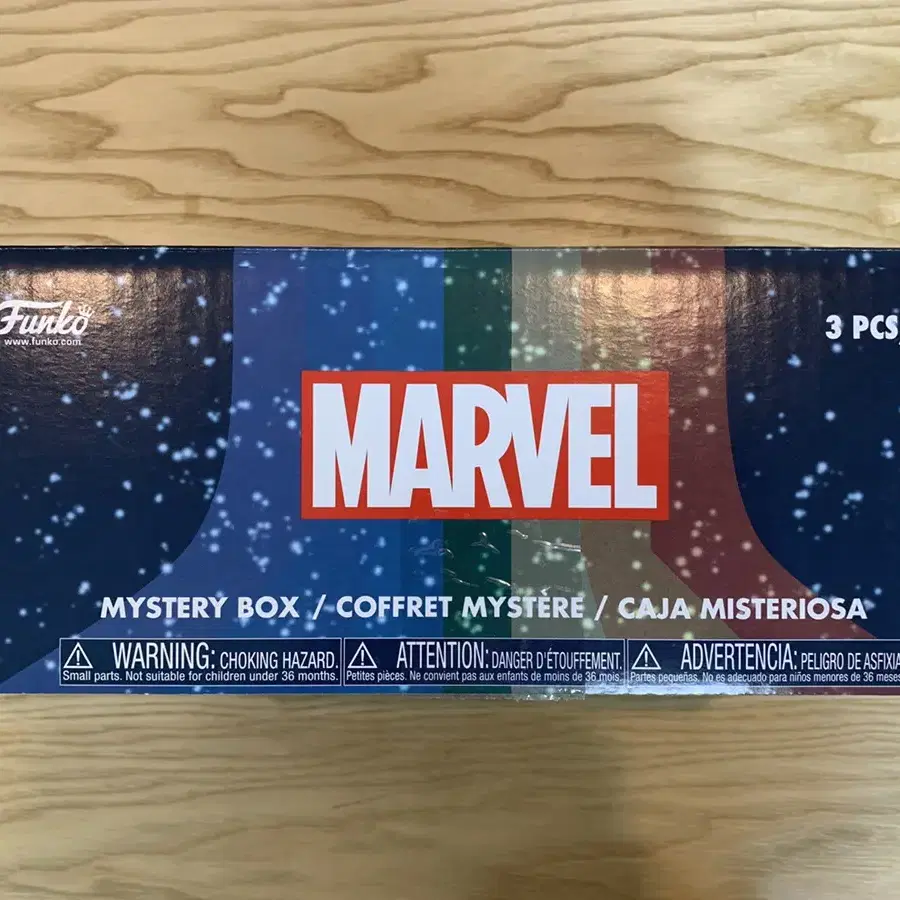 Funko
www.funko.com
3 PCS
MARVEL
MYSTERY BOX / COFFRET MYSTÈRE / CAJA MISTERIOSA
WARNING: CHOKING HAZARD.
Small parts. Not suitable for children under 36 months.
ATTENTION: DANGER D'ÉTOUFFEMENT.
Petites pièces. Ne convient pas aux enfants de moins de 36 mois.
ADVERTENCIA: PELIGRO DE ASFIXIA
Partes pequeñas. No es adecuado para niños menores de 36 meses